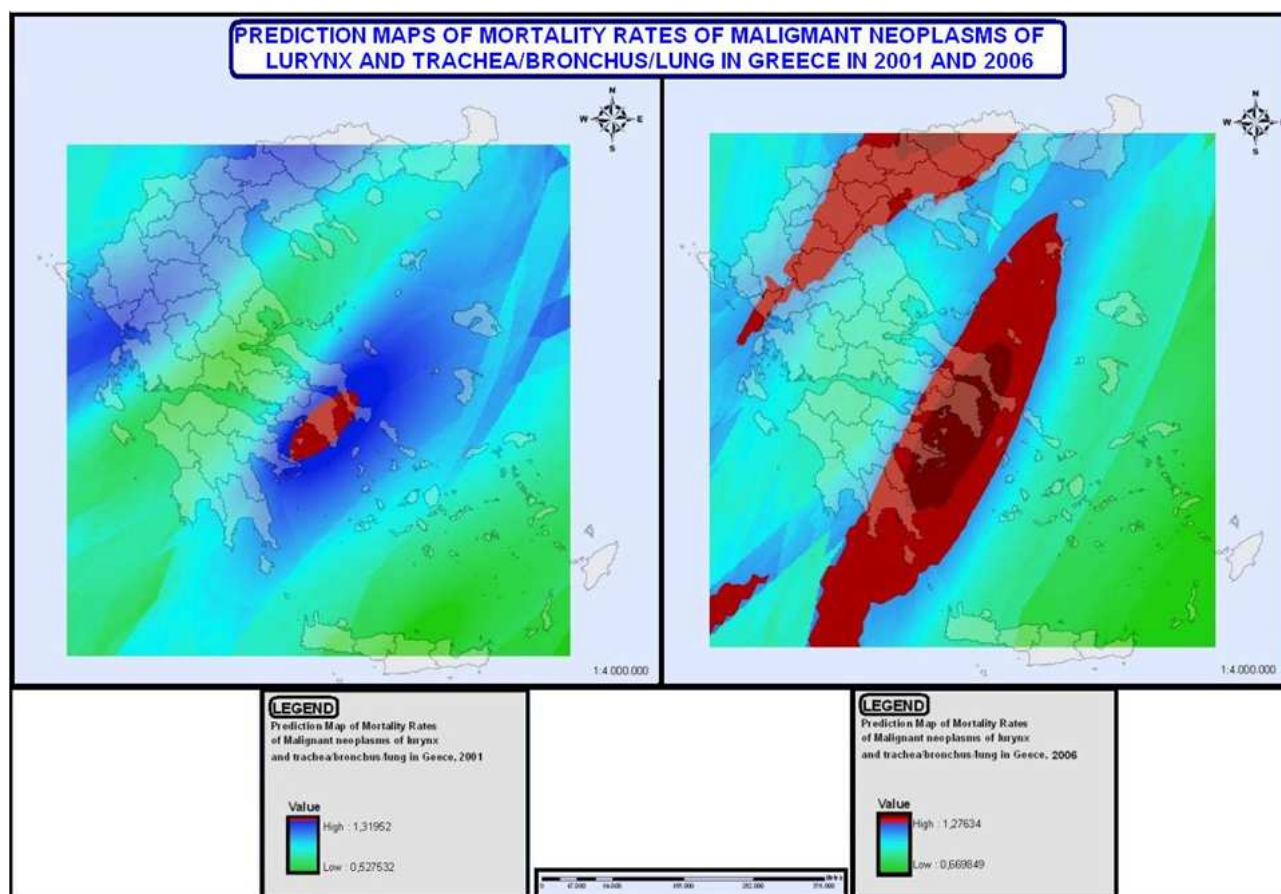 PREDICTION MAPS OF MORTALITY RATES OF MALIGMANT NEOPLASMS OF
LURYNX AND TRACHEA/BRONCHUS/LUNG IN GREECE IN 2001 AND 2006
N
W E
S
N
W
S
1:4.000.000
1:4.000.000
LEGEND
Prediction Map of Mortality Rates
of Malignant neoplasms of lurynx
and trachea/bronchus/lung in Geece, 2001
Value
High : 1,31952
Low : 0,527632
LEGEND
Prediction Map of Mortality Rates
of Malignant neoplasms of lurynx
and trachea/bronchus/lung in Geece, 2006
Value
High : 1,27634
Low : 0,669849
0